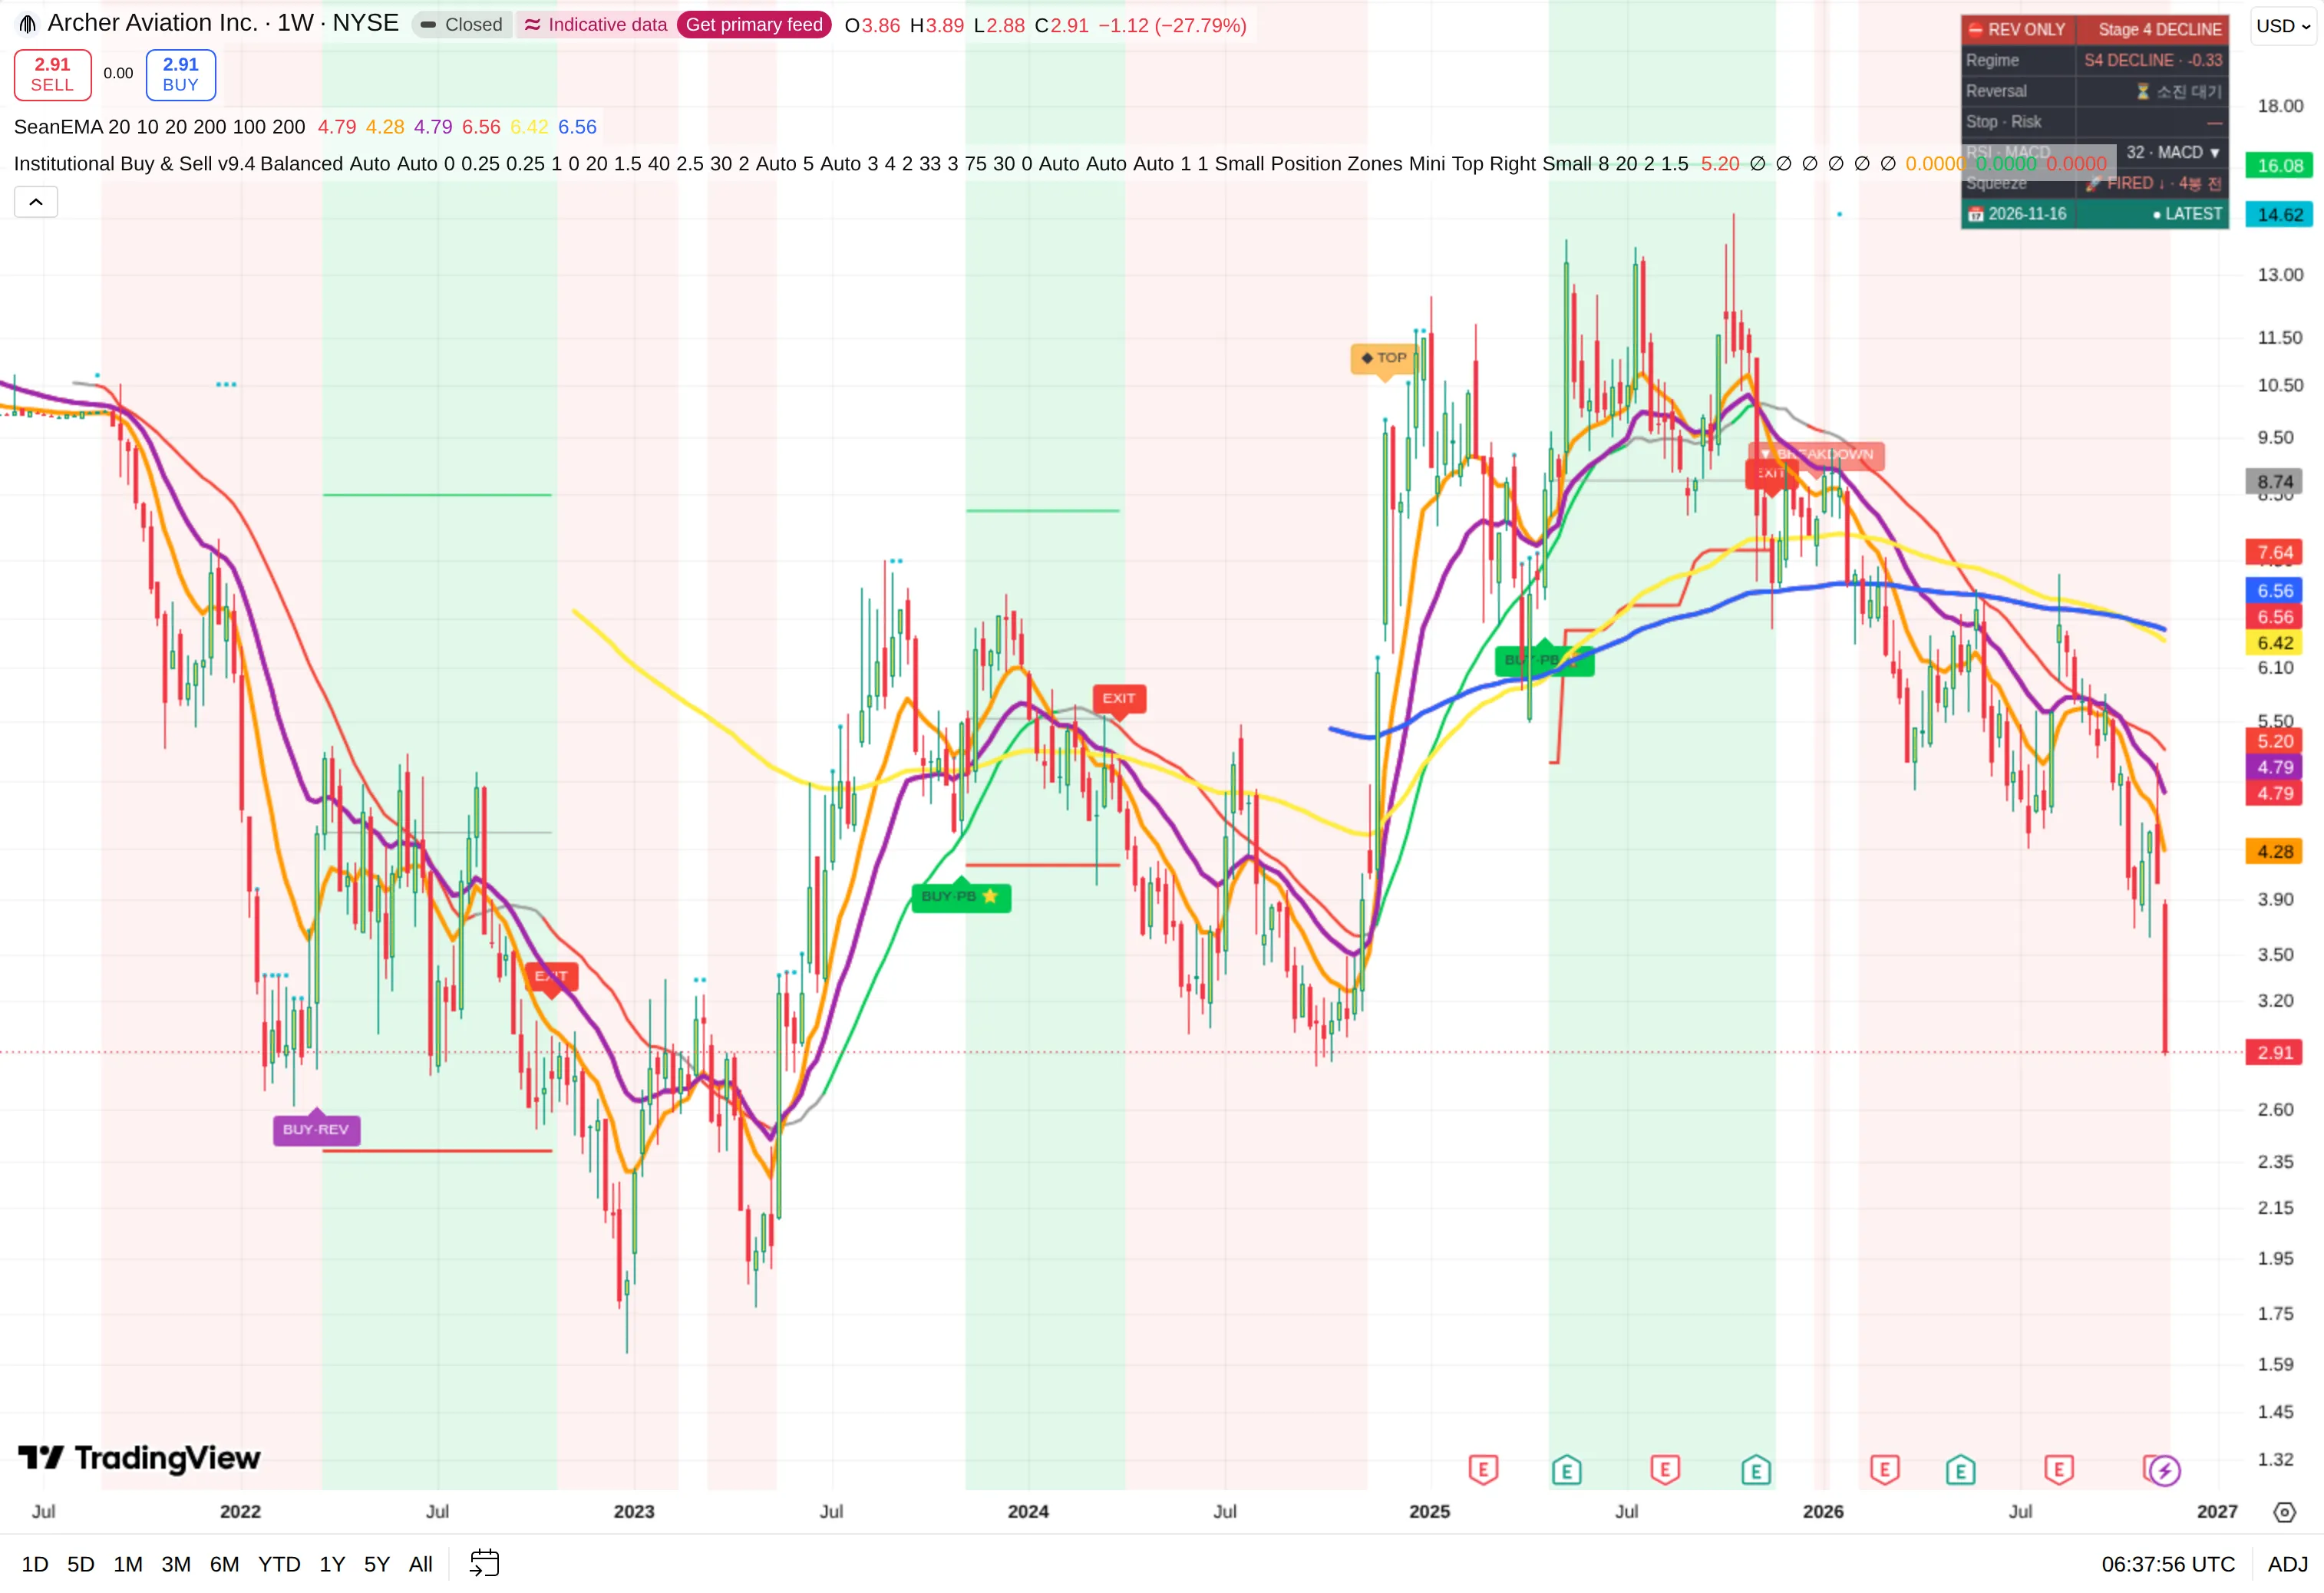 Archer Aviation Inc. · 1W · NYSE Closed Indicative data Get primary feed O3.86 H3.89 L2.88 C2.91 −1.12 (−27.79%)
2.91 SELL 0.00 2.91 BUY
SeanEMA 20 10 20 200 100 200 4.79 4.28 4.79 6.56 6.42 6.56
Institutional Buy & Sell v9.4 Balanced Auto Auto 0 0.25 0.25 1 0 20 1.5 40 2.5 30 2 Auto 5 Auto 3 4 2 33 3 75 30 0 Auto Auto Auto 1 1 Small Position Zones Mini Top Right Small 8 20 2 1.5 5.20 ∅ ∅ ∅ ∅ ∅ ∅ 0.0000 0.0000 0.0000
⛔ REV ONLY Stage 4 DECLINE
Regime S4 DECLINE · -0.33
Reversal ⏳ 소진 대기
Stop · Risk —
RSI · MACD 32 · MACD ▼
Squeeze 🚀 FIRED ↓ · 4봉 전
📅 2026-11-16 ● LATEST
USD
18.00
16.08
14.62
13.00
11.50
10.50
9.50
8.74
8.50
7.64
6.56
6.56
6.42
6.10
5.50
5.20
4.79
4.79
4.28
3.90
3.50
3.20
2.91
2.60
2.35
2.15
1.95
1.75
1.59
1.45
1.32
◆ TOP
▼ BREAKDOWN
EXIT
BUY-PB
EXIT
BUY-PB ⭐
EXIT
BUY-REV
TradingView
E E E E E E E
Jul 2022 Jul 2023 Jul 2024 Jul 2025 Jul 2026 Jul 2027
1D 5D 1M 3M 6M YTD 1Y 5Y All 06:37:56 UTC ADJ